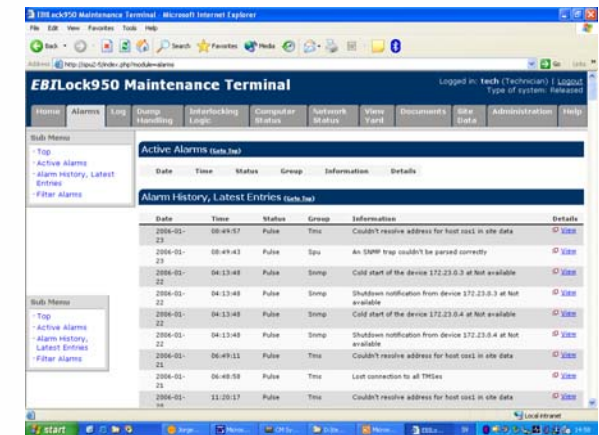 EBILock950 Maintenance Terminal - Microsoft Internet Explorer
File Edit View Favorites Tools Help
Back Search Favorites Media
Address Go Links
EBILock950 Maintenance Terminal
Logged in: tech (Technician) | Logout
Type of system: Released
Home Alarms Log Dump Handling Interlocking Logic Computer Status Network Status View Yard Documents Site Data Administration Help
Sub Menu
Top
Active Alarms
Alarm History, Latest Entries
Filter Alarms
Active Alarms (Goto Top)
Date Time Status Group Information Details
Alarm History, Latest Entries (Goto Top)
Date Time Status Group Information Details
2006-01-23 08:49:57 Pulse Tms Couldn't resolve address for host cos1 in site data View
2006-01-23 08:49:43 Pulse Spu An SNMP trap couldn't be parsed correctly View
2006-01-22 04:13:48 Pulse Snmp Cold start of the device 172.23.0.3 at Not available View
2006-01-22 04:13:48 Pulse Snmp Shutdown notification from device 172.23.0.3 at Not available View
2006-01-22 04:13:48 Pulse Snmp Cold start of the device 172.23.0.4 at Not available View
2006-01-22 04:13:48 Pulse Snmp Shutdown notification from device 172.23.0.4 at Not available View
2006-01-21 06:49:11 Pulse Tms Couldn't resolve address for host cos1 in site data View
2006-01-21 06:48:58 Pulse Tms Lost connection to all TMSes View
2006-01- 11:20:17 Pulse Tms Couldn't resolve address for host cos1 in site data View
Sub Menu
Top
Active Alarms
Alarm History, Latest Entries
Filter Alarms
Local intranet
start